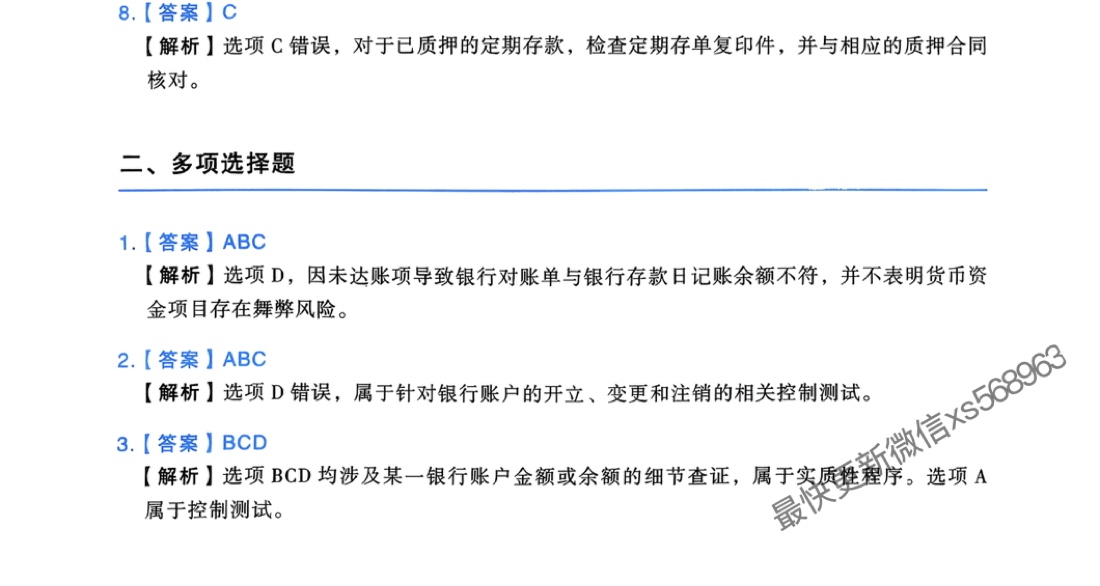 8.【答案】C
【解析】选项 C 错误，对于已质押的定期存款，检查定期存单复印件，并与相应的质押合同
核对。
二、多项选择题
1.【答案】ABC
【解析】选项 D，因未达账项导致银行对账单与银行存款日记账余额不符，并不表明货币资
金项目存在舞弊风险。
2.【答案】ABC
【解析】选项 D 错误，属于针对银行账户的开立、变更和注销的相关控制测试。
3.【答案】BCD
【解析】选项 BCD 均涉及某一银行账户金额或余额的细节查证，属于实质性程序。选项 A
属于控制测试。
最快更新微信xs568963